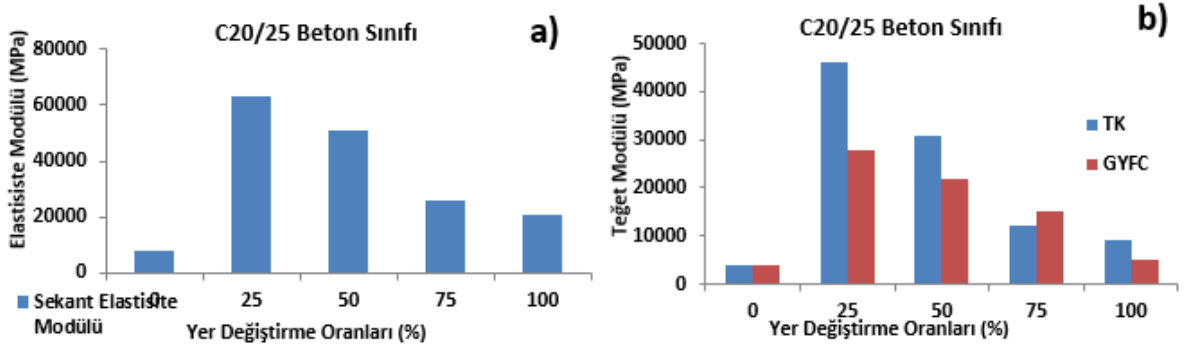 C20/25 Beton Sınıfı
a)
Elastisiste Modülü (MPa)
80000
60000
40000
20000
0
0
25
50
75
100
Sekant Elastisite
Modülü
Yer Değiştirme Oranları (%)
C20/25 Beton Sınıfı
b)
Teğet Modülü (MPa)
50000
40000
30000
20000
10000
0
TK
GYFC
0
25
50
75
100
Yer Değiştirme Oranları (%)